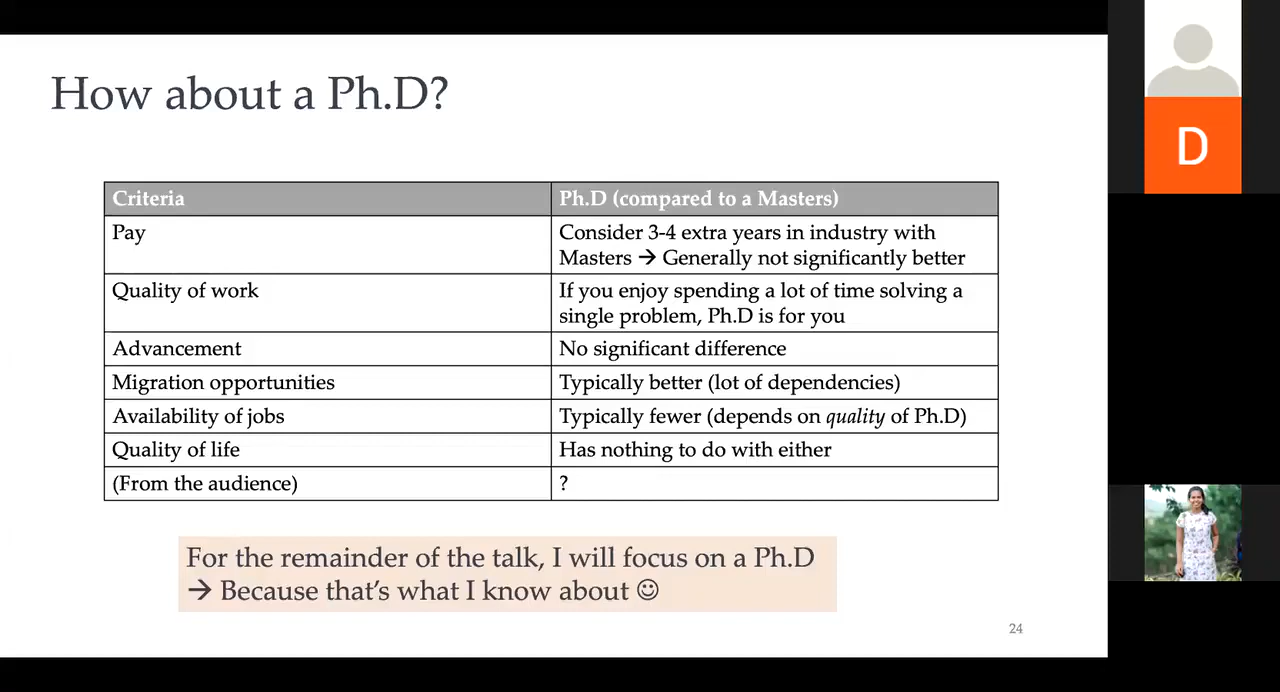 How about a Ph.D?
Criteria
Ph.D (compared to a Masters)
Pay
Consider 3-4 extra years in industry with
Masters → Generally not significantly better
Quality of work
If you enjoy spending a lot of time solving a
single problem, Ph.D is for you
Advancement
No significant difference
Migration opportunities
Typically better (lot of dependencies)
Availability of jobs
Typically fewer (depends on quality of Ph.D)
Quality of life
Has nothing to do with either
(From the audience)
?
For the remainder of the talk, I will focus on a Ph.D
→ Because that's what I know about ☺
24
D